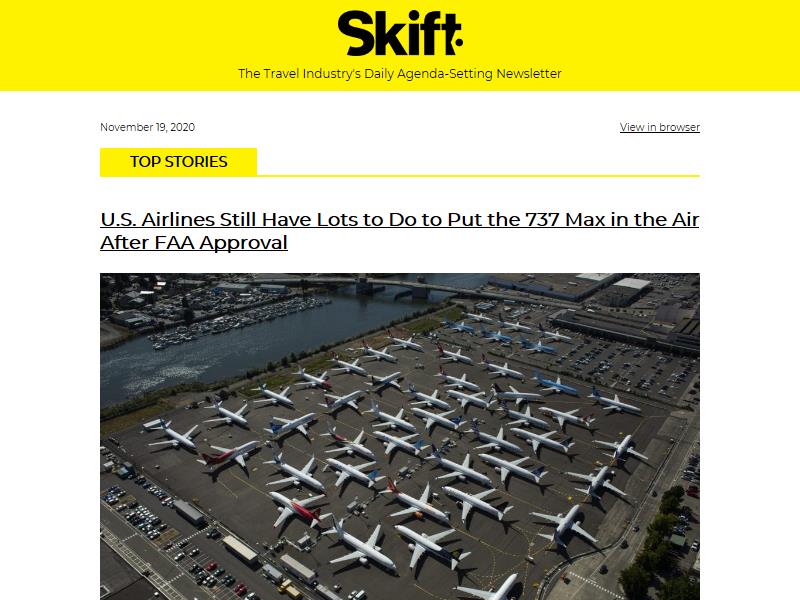 Skift
The Travel Industry's Daily Agenda-Setting Newsletter
November 19, 2020
View in browser
TOP STORIES
U.S. Airlines Still Have Lots to Do to Put the 737 Max in the Air
After FAA Approval